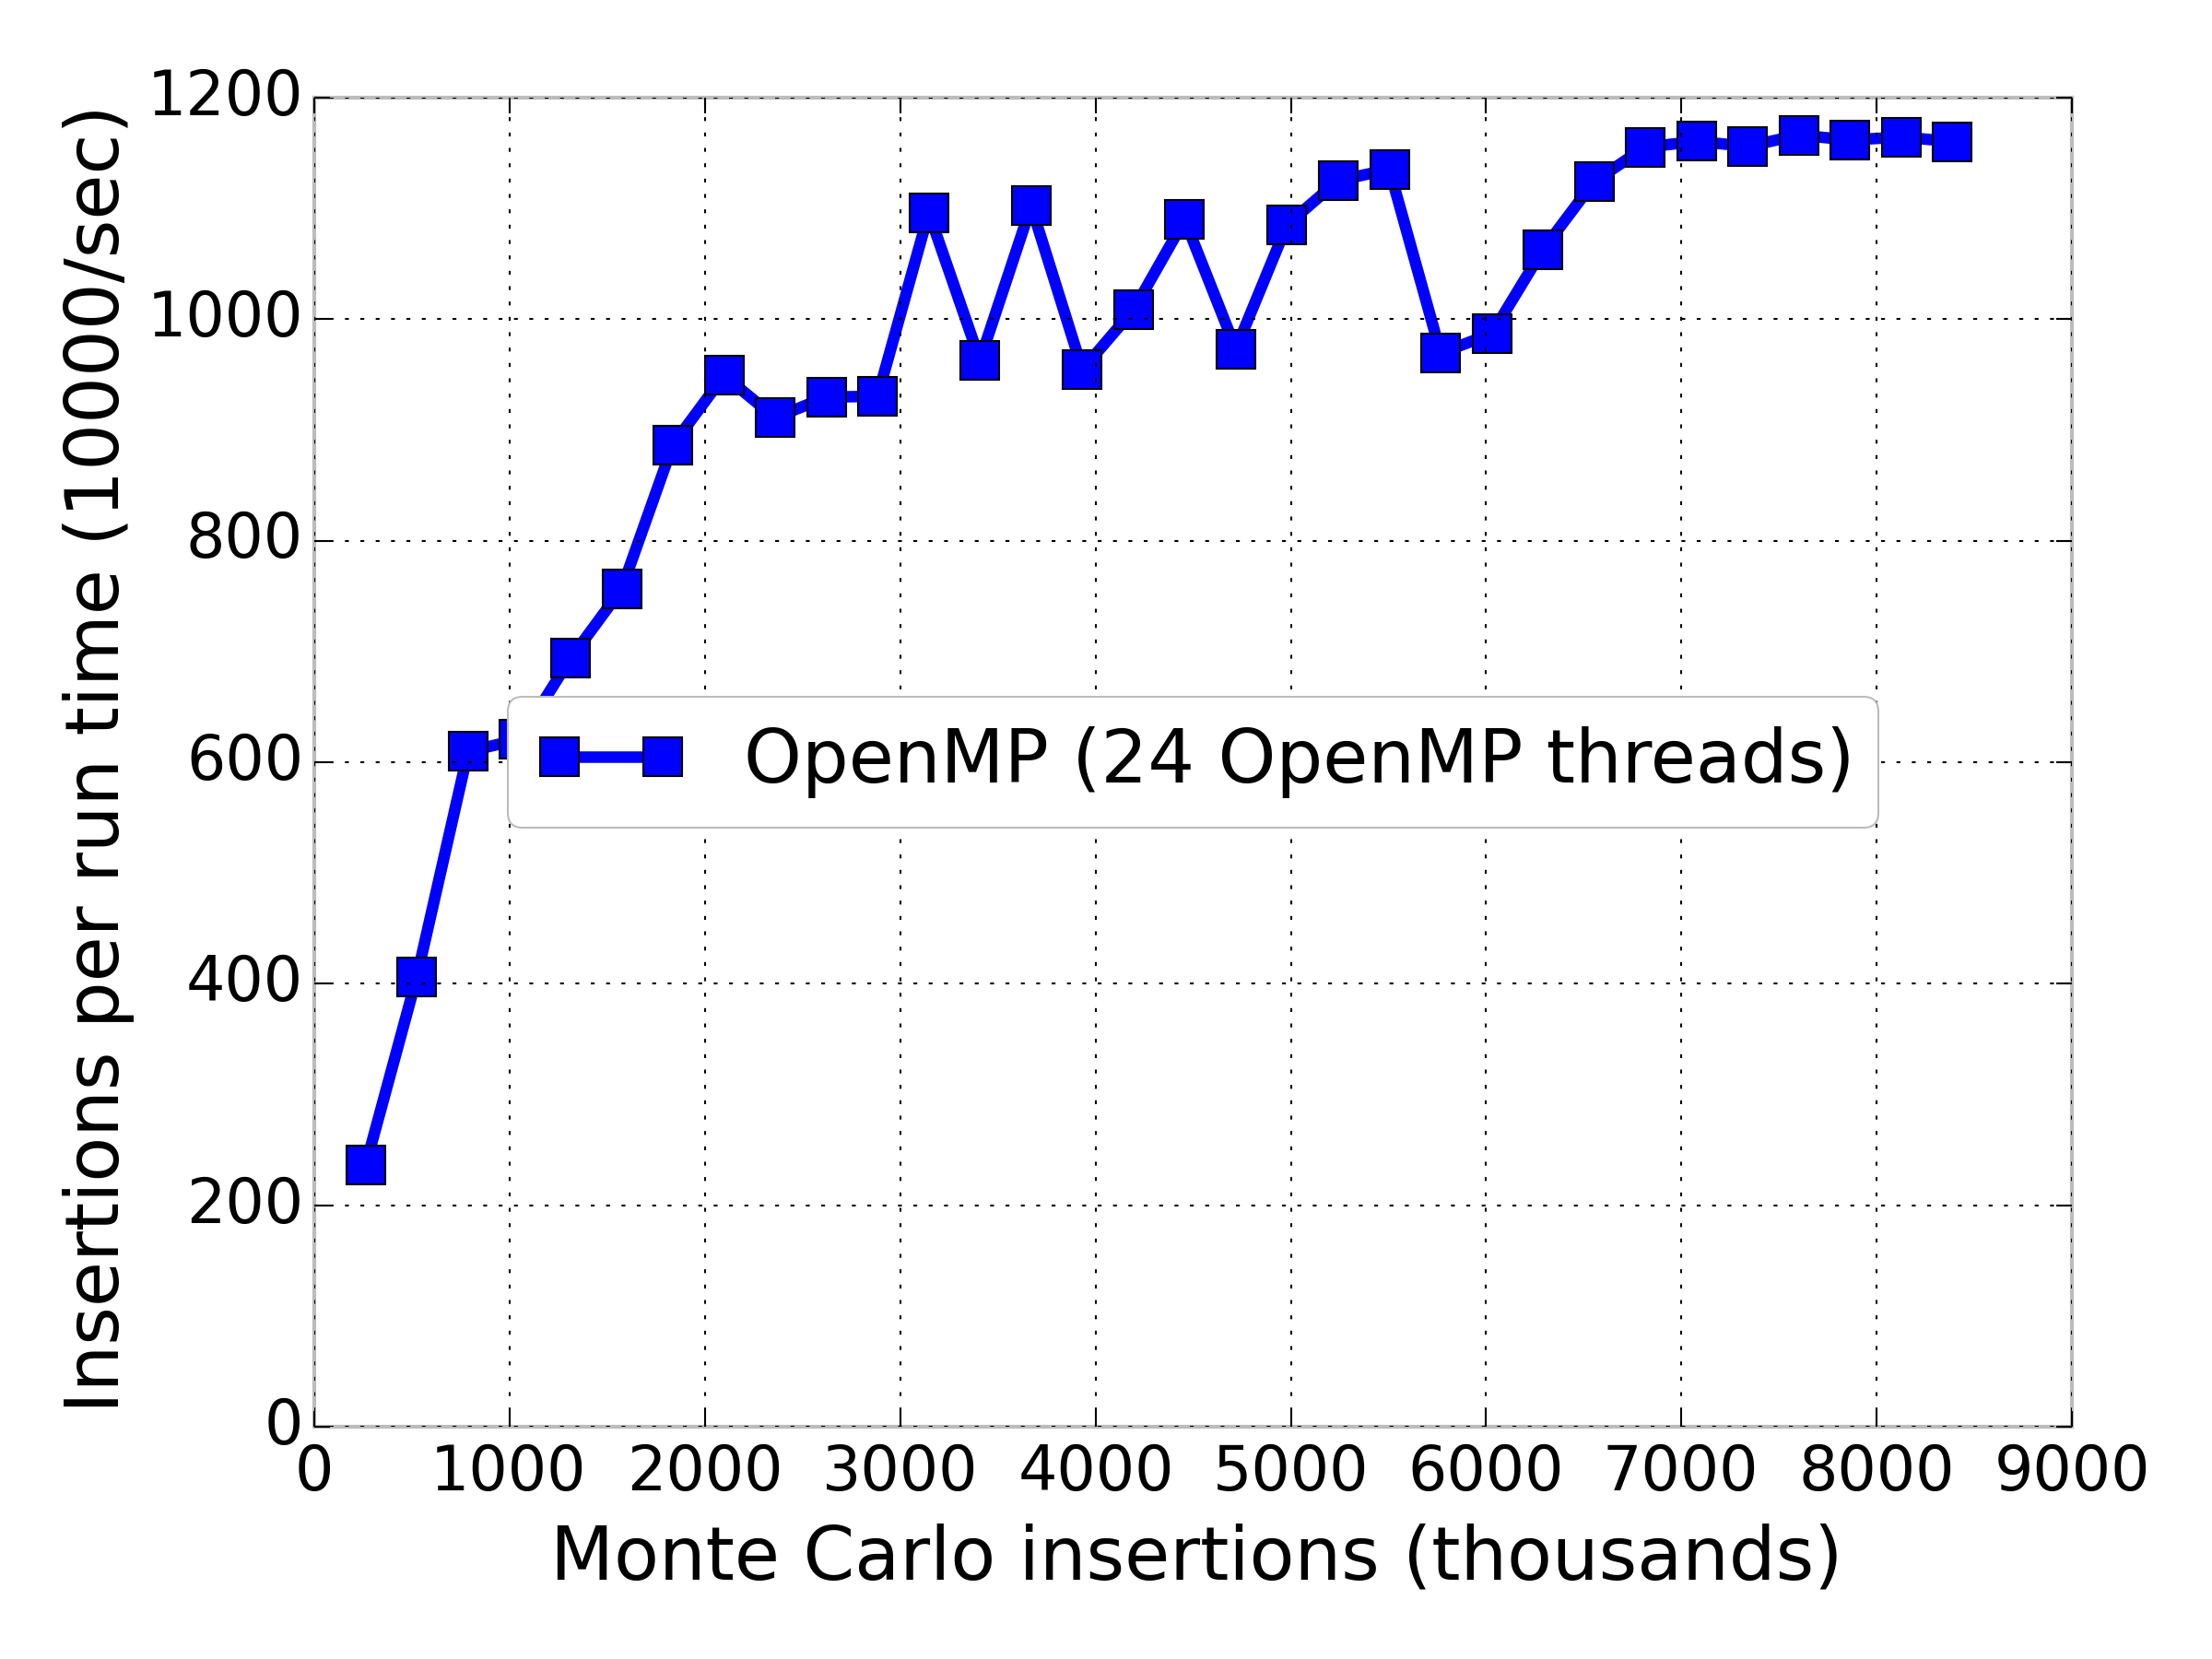 Insertions per run time (10000/sec)
1200
1000
800
600
400
200
0
OpenMP (24 OpenMP threads)
0 1000 2000 3000 4000 5000 6000 7000 8000 9000
Monte Carlo insertions (thousands)